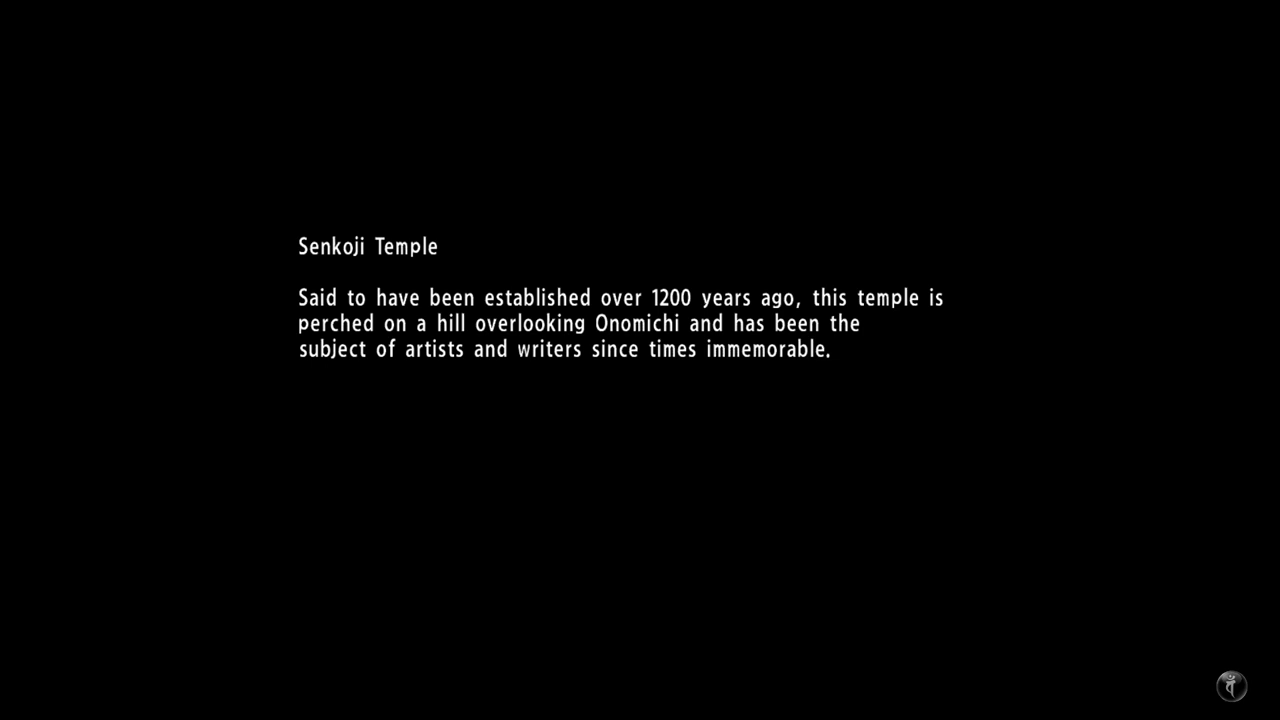 Senkoji Temple
Said to have been established over 1200 years ago, this temple is
perched on a hill overlooking Onomichi and has been the
subject of artists and writers since times immemorable.